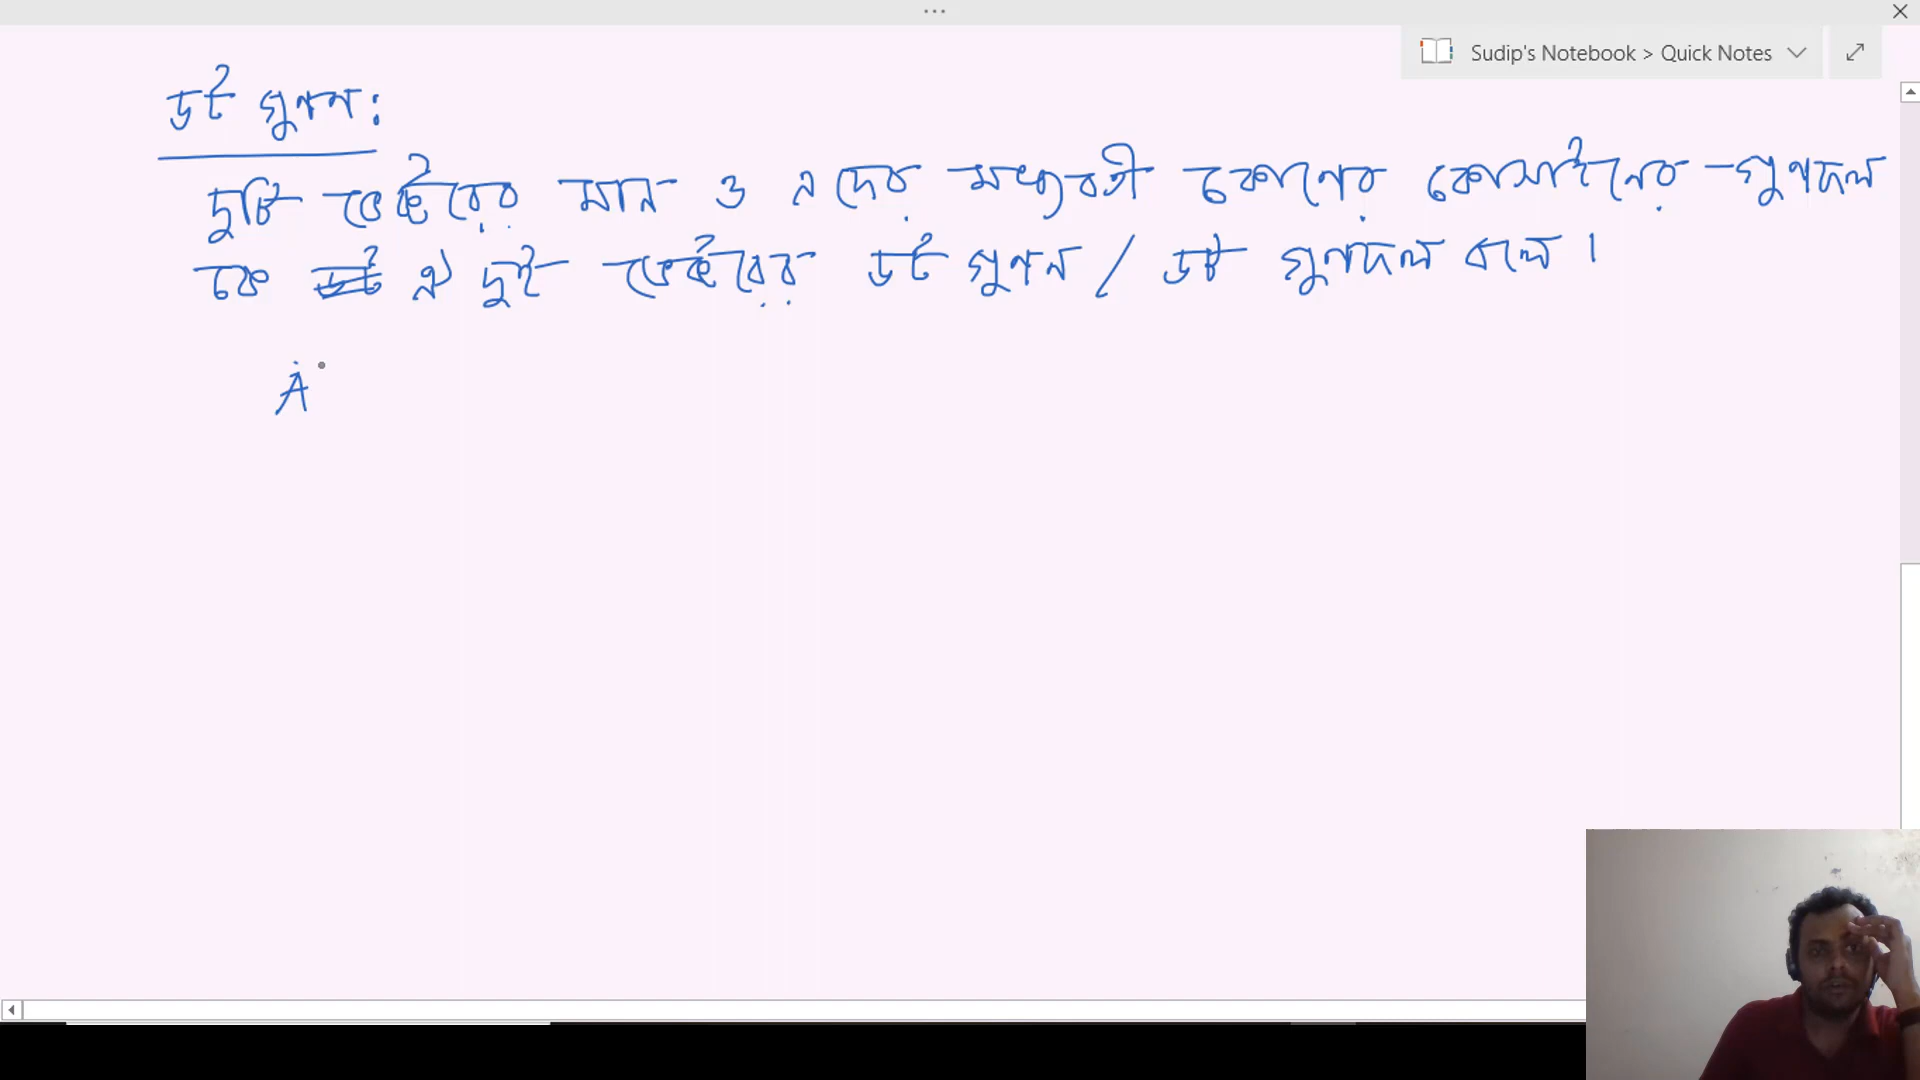 ...
Sudip's Notebook > Quick Notes
ডট গুণন:
দুটি ভেক্টরের মান ও এদের মধ্যবর্তী কোণের কোসাইনের গুণফল
কে ঐ দুই ভেক্টরের ডট গুণন / ডট গুণফল বলে।
A